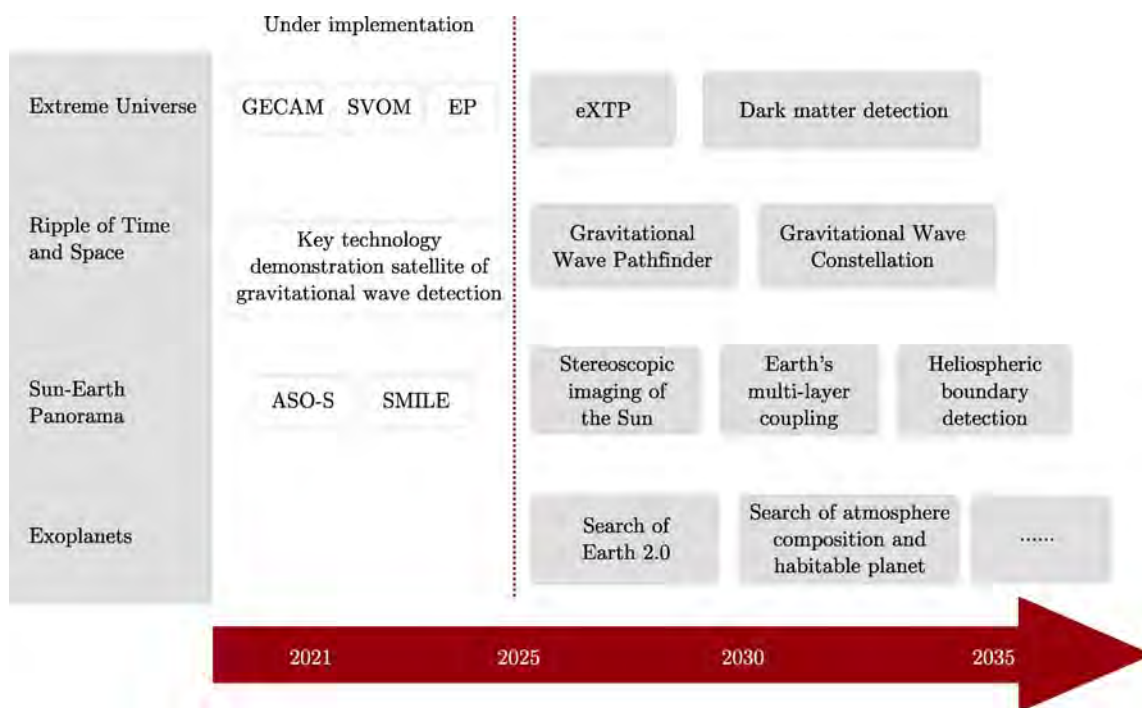 Under implementation
Extreme Universe
GECAM
SVOM
EP
eXTP
Dark matter detection
Ripple of Time
and Space
Key technology
demonstration satellite of
gravitational wave detection
Gravitational
Wave Pathfinder
Gravitational Wave
Constellation
Sun-Earth
Panorama
ASO-S
SMILE
Stereoscopic
imaging of
the Sun
Earth's
multi-layer
coupling
Heliospheric
boundary
detection
Exoplanets
Search of
Earth 2.0
Search of atmosphere
composition and
habitable planet
......
2021
2025
2030
2035